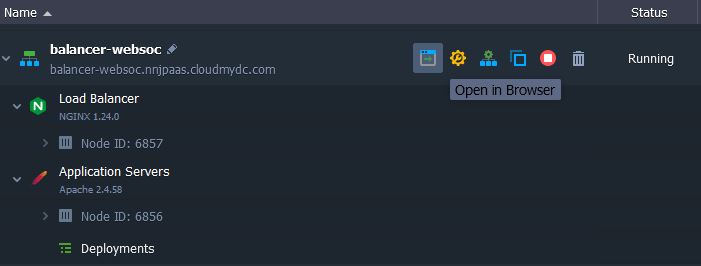 Name
Status
balancer-websoc
balancer-websoc.nnjpaas.cloudmydc.com
Running
Open in Browser
Load Balancer
NGINX 1.24.0
Node ID: 6857
Application Servers
Apache 2.4.58
Node ID: 6856
Deployments